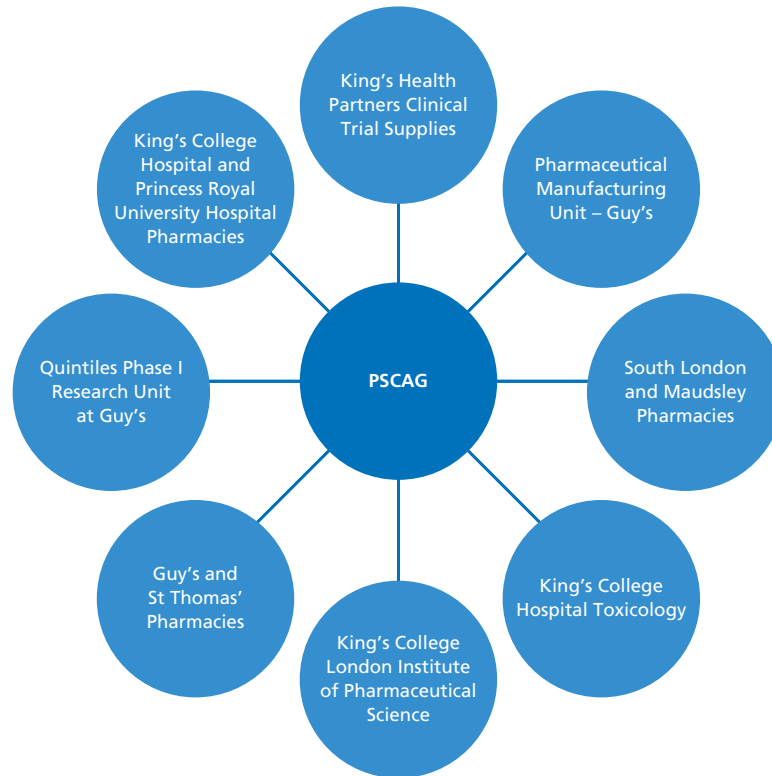 King’s Health
Partners Clinical
Trial Supplies
King’s College
Hospital and
Princess Royal
University Hospital
Pharmacies
Pharmaceutical
Manufacturing
Unit – Guy’s
Quintiles Phase I
Research Unit
at Guy’s
PSCAG
South London
and Maudsley
Pharmacies
Guy’s and
St Thomas’
Pharmacies
King’s College
Hospital Toxicology
King’s College
London Institute
of Pharmaceutical
Science